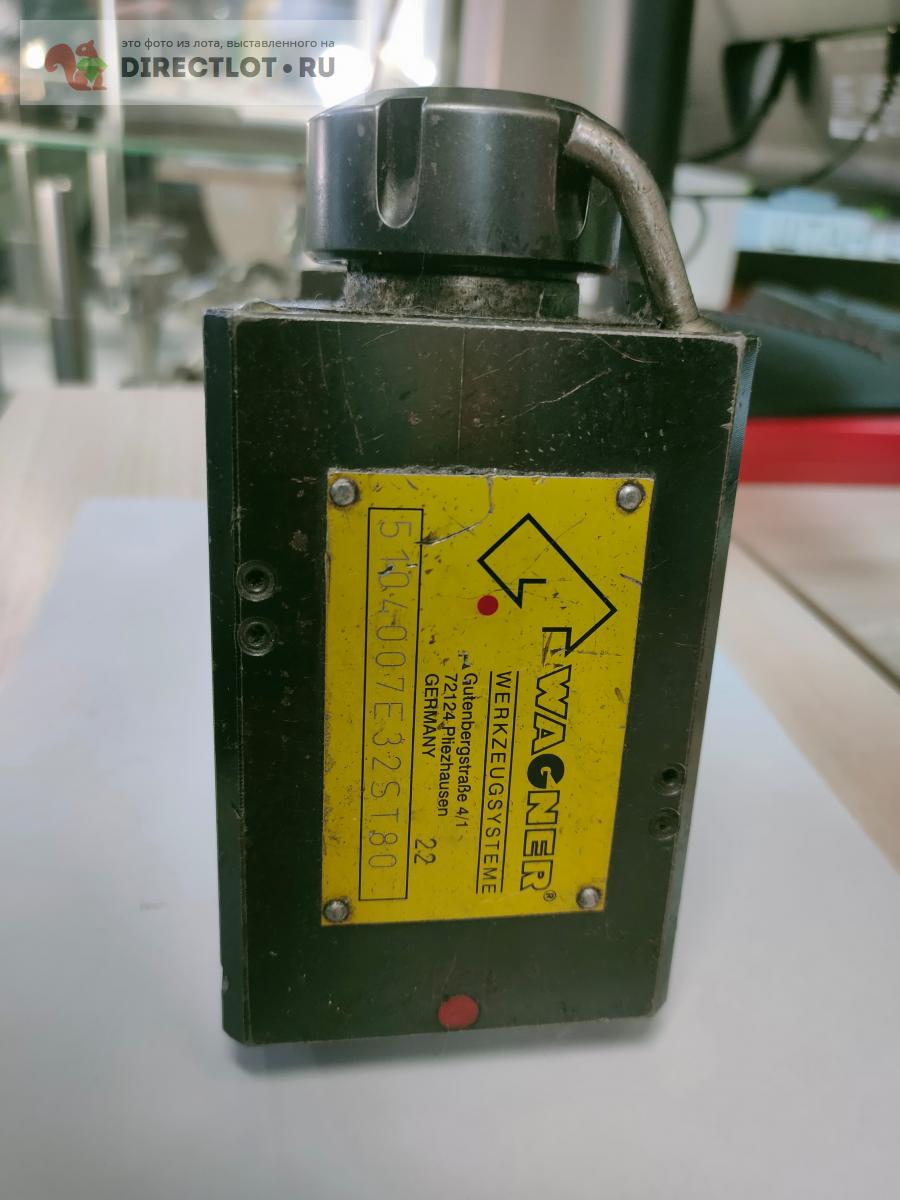 это фото из лота, выставленного на
DIRECTLOT•RU
WAGNER®
WERKZEUGSYSTEME
Gutenbergstraße 4/1
72124 Pliezhausen
GERMANY
22
5104007E32ST80